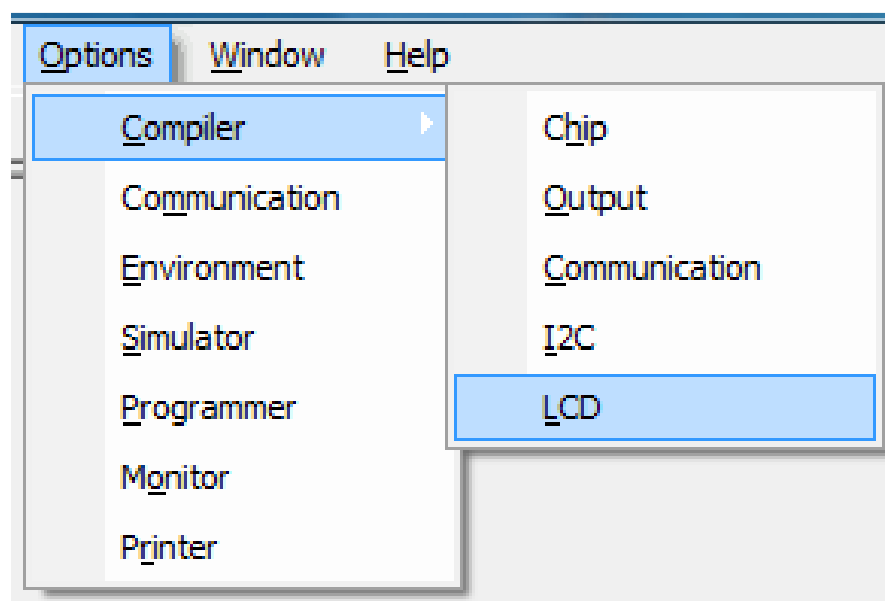 Options Window Help
Compiler
Communication
Environment
Simulator
Programmer
Monitor
Printer
Chip
Output
Communication
I2C
LCD